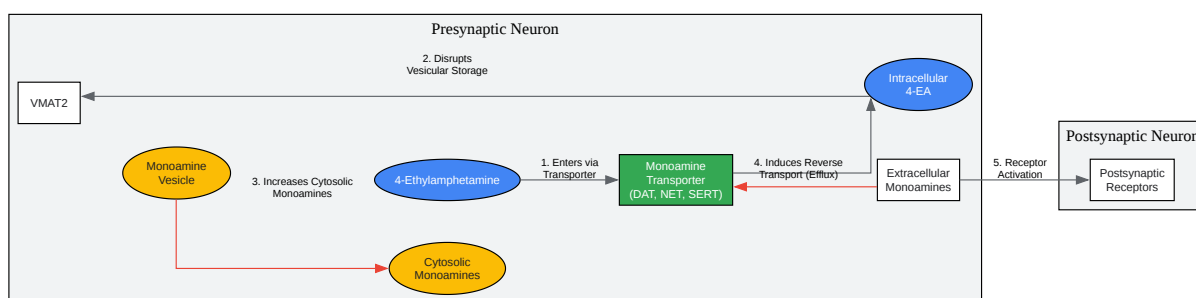 Presynaptic Neuron
2. Disrupts
Vesicular Storage
Intracellular
4-EA
VMAT2
Postsynaptic Neuron
Monoamine
Vesicle
3. Increases Cytosolic
Monoamines
4-Ethylamphetamine
1. Enters via
Transporter
Monoamine
Transporter
(DAT, NET, SERT)
4. Induces Reverse
Transport (Efflux)
Extracellular
Monoamines
5. Receptor
Activation
Postsynaptic
Receptors
Cytosolic
Monoamines